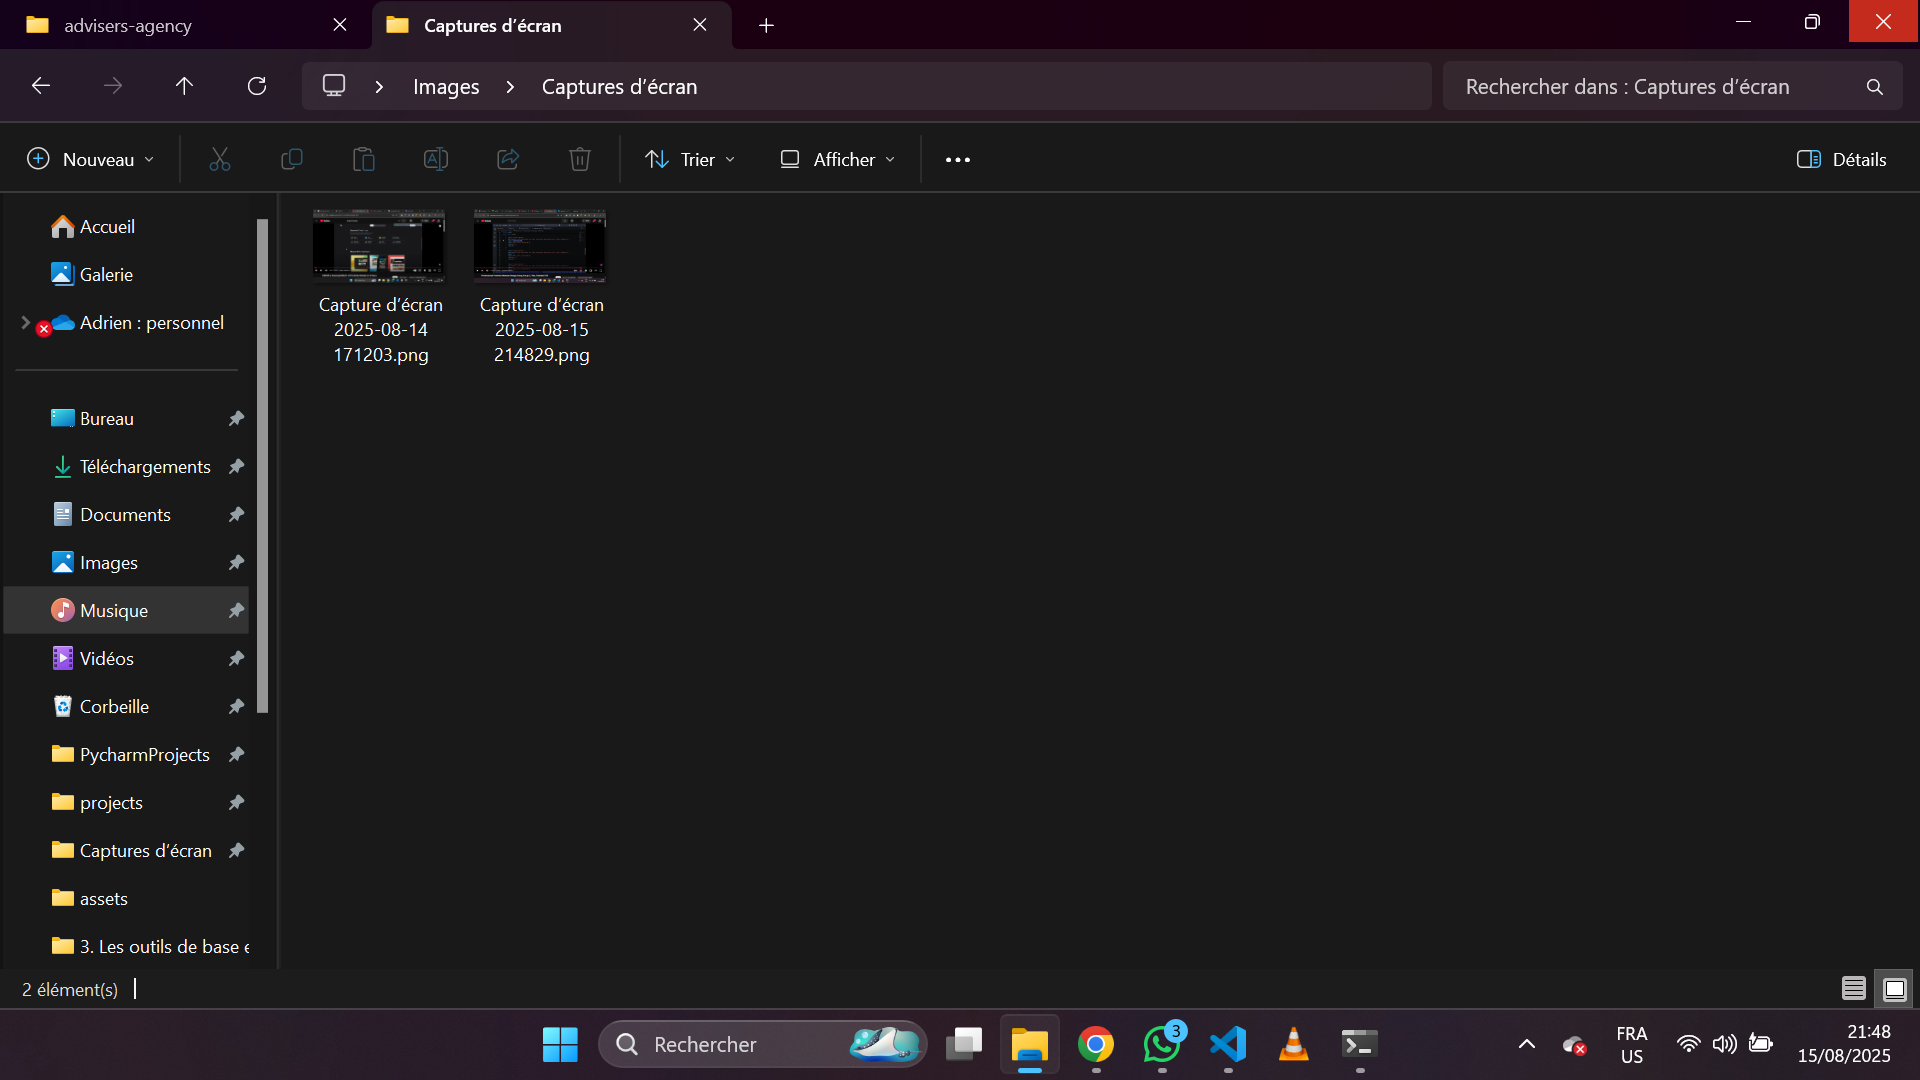 advisers-agency
Captures d’écran
Images
Captures d’écran
Rechercher dans : Captures d’écran
Nouveau
Trier
Afficher
Détails
Accueil
Galerie
Adrien : personnel
Bureau
Téléchargements
Documents
Images
Musique
Vidéos
Corbeille
PycharmProjects
projects
Captures d’écran
assets
3. Les outils de base e
Capture d’écran
2025-08-14
171203.png
Capture d’écran
2025-08-15
214829.png
2 élément(s)
Rechercher
3
FRA
US
21:48
15/08/2025